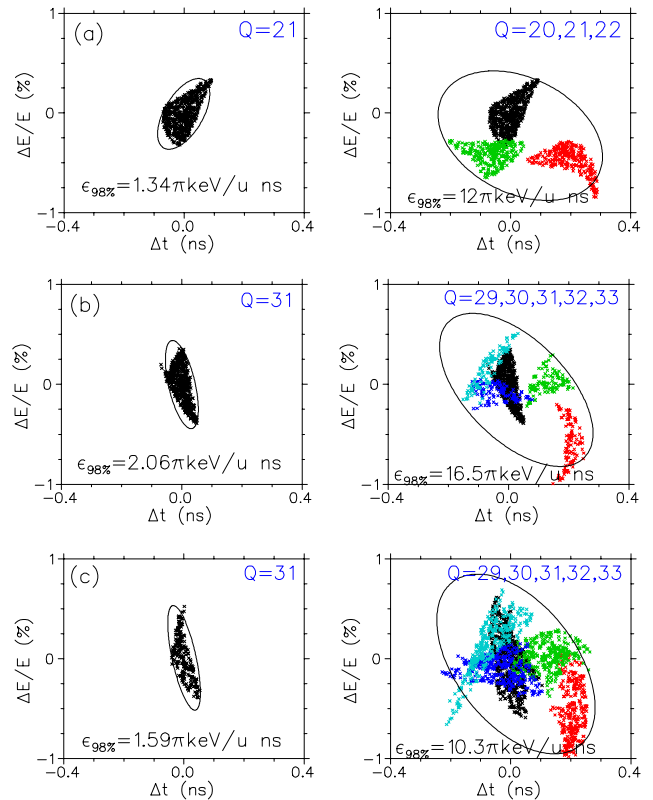 (a)
Q=21
ΔE/E (%)
1
0
−1
ϵ98%=1.34πkeV/u ns
−0.4
0.0
0.4
Δt (ns)
Q=20,21,22
ΔE/E (%)
1
0
−1
ϵ98%=12πkeV/u ns
−0.4
0.0
0.4
Δt (ns)
(b)
Q=31
ΔE/E (%)
1
0
−1
ϵ98%=2.06πkeV/u ns
−0.4
0.0
0.4
Δt (ns)
Q=29,30,31,32,33
ΔE/E (%)
1
0
−1
ϵ98%=16.5πkeV/u ns
−0.4
0.0
0.4
Δt (ns)
(c)
Q=31
ΔE/E (%)
1
0
−1
ϵ98%=1.59πkeV/u ns
−0.4
0.0
0.4
Δt (ns)
Q=29,30,31,32,33
ΔE/E (%)
1
0
−1
ϵ98%=10.3πkeV/u ns
−0.4
0.0
0.4
Δt (ns)